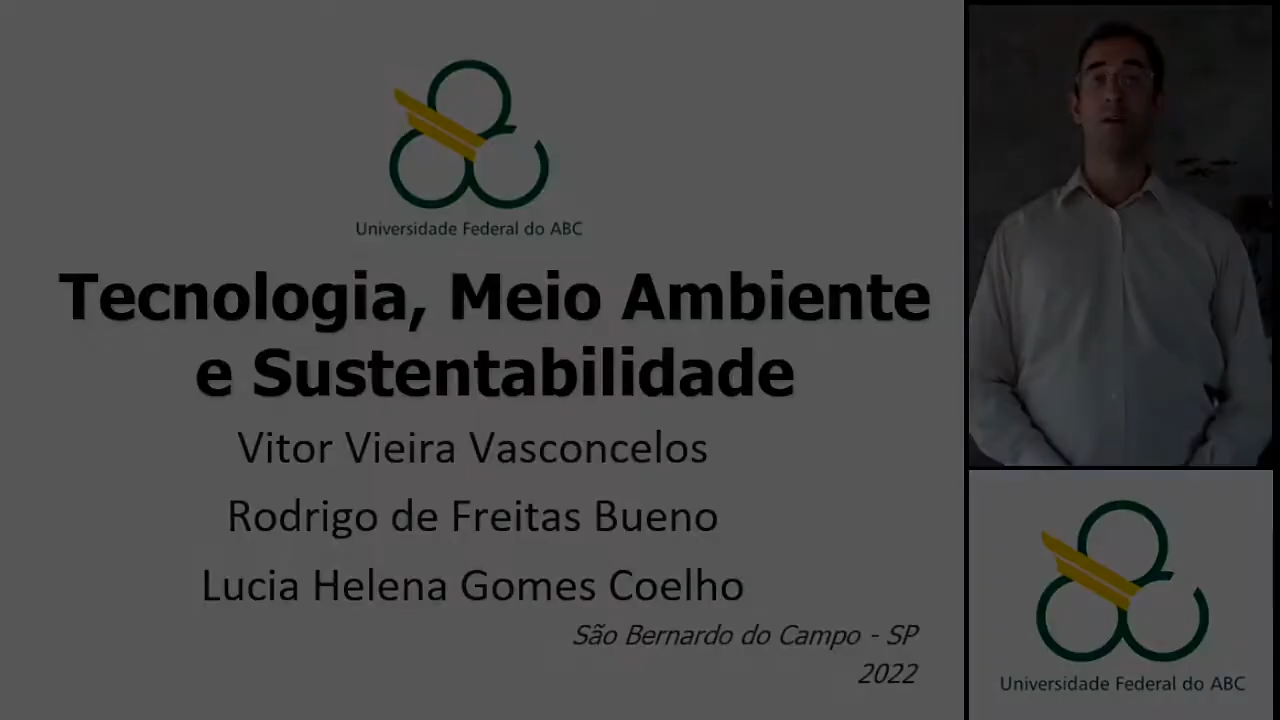 Universidade Federal do ABC
Tecnologia, Meio Ambiente
e Sustentabilidade
Vitor Vieira Vasconcelos
Rodrigo de Freitas Bueno
Lucia Helena Gomes Coelho
São Bernardo do Campo - SP
2022
Universidade Federal do ABC